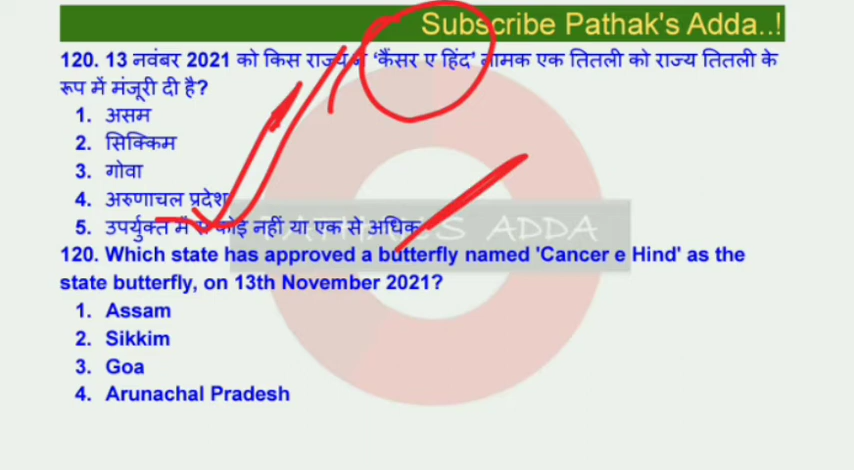 Subscribe Pathak's Adda..!
120. 13 नवंबर 2021 को किस राज्य ने ‘कैंसर ए हिंद’ नामक एक तितली को राज्य तितली के
रूप में मंजूरी दी है?
1. असम
2. सिक्किम
3. गोवा
4. अरुणाचल प्रदेश
5. उपर्युक्त में से कोई नहीं या एक से अधिक
PATHAK'S ADDA
120. Which state has approved a butterfly named 'Cancer e Hind' as the
state butterfly, on 13th November 2021?
1. Assam
2. Sikkim
3. Goa
4. Arunachal Pradesh